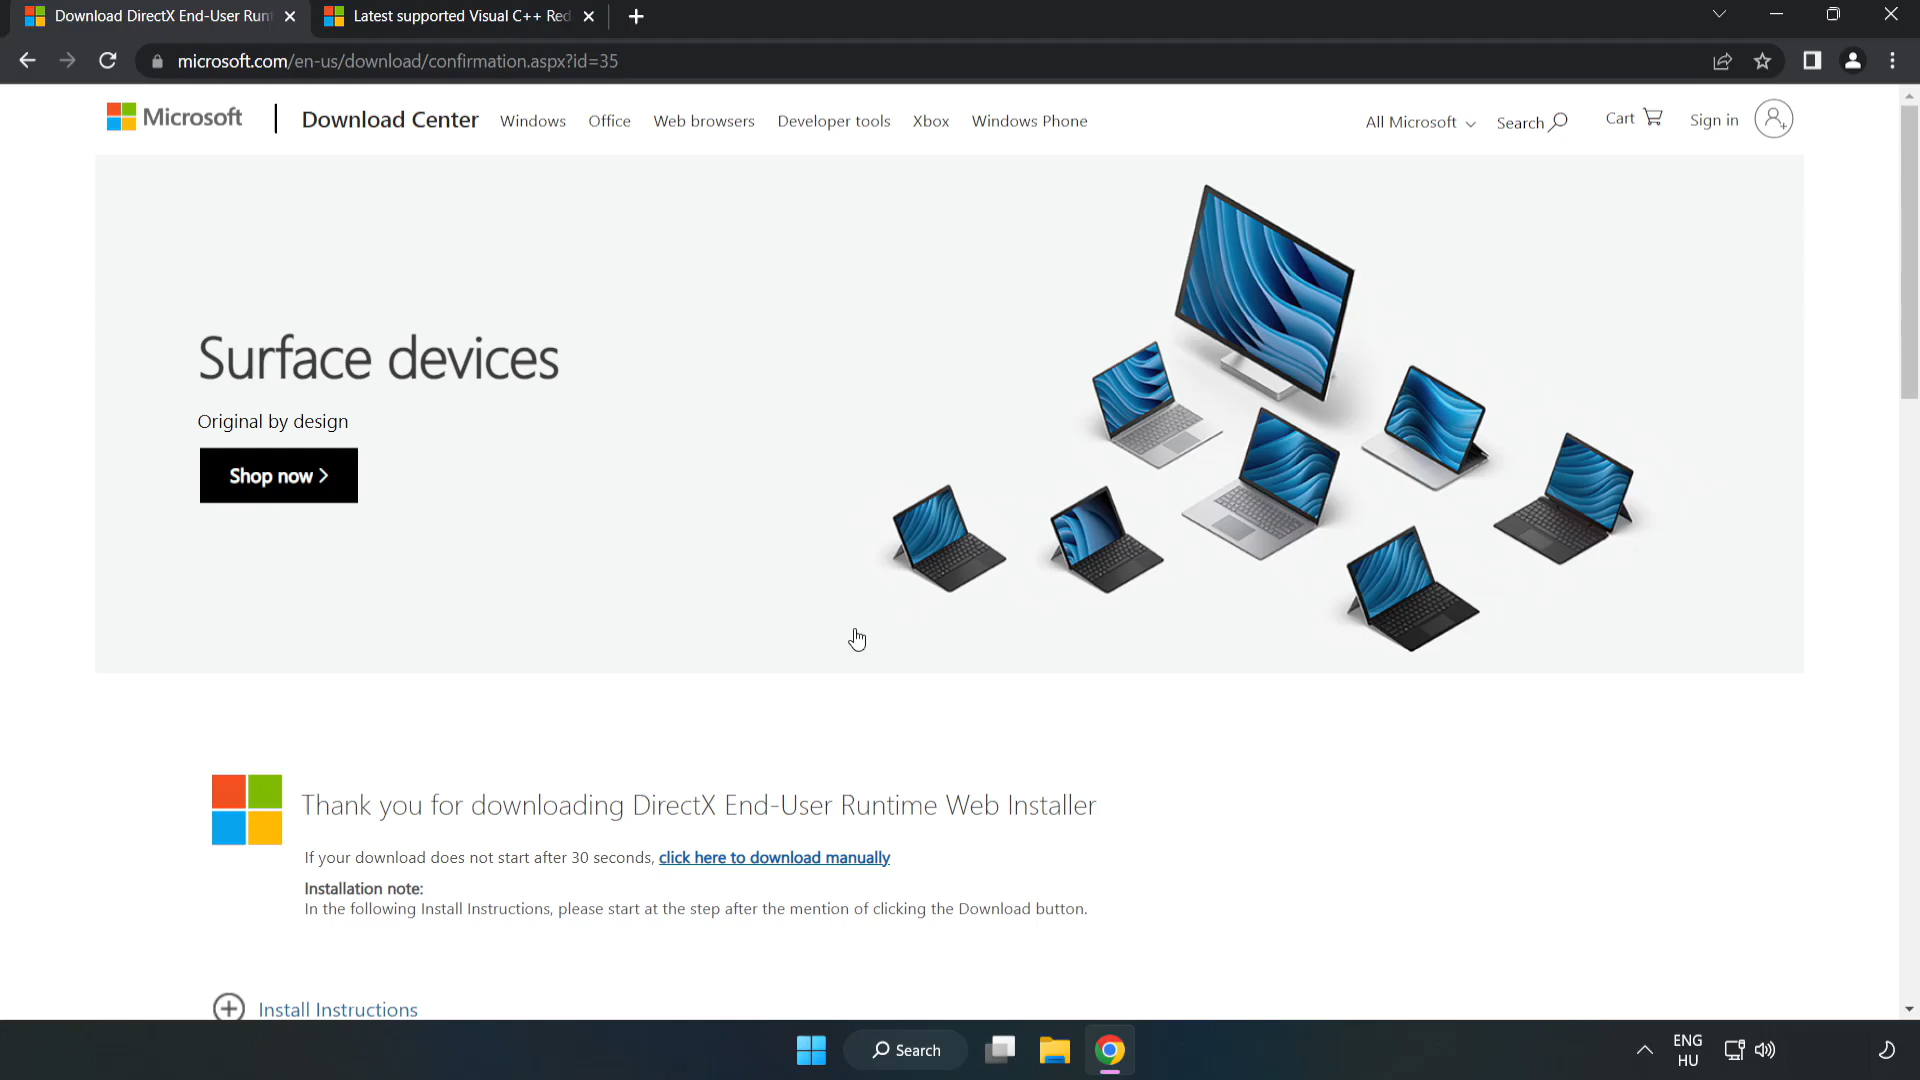 Download DirectX End-User Runt
Latest supported Visual C++ Red
microsoft.com/en-us/download/confirmation.aspx?id=35
Microsoft
Download Center
Windows
Office
Web browsers
Developer tools
Xbox
Windows Phone
All Microsoft
Search
Cart
Sign in
Surface devices
Original by design
Shop now
Thank you for downloading DirectX End-User Runtime Web Installer
If your download does not start after 30 seconds, click here to download manually
Installation note:
In the following Install Instructions, please start at the step after the mention of clicking the Download button.
Install Instructions
Search
ENG
HU